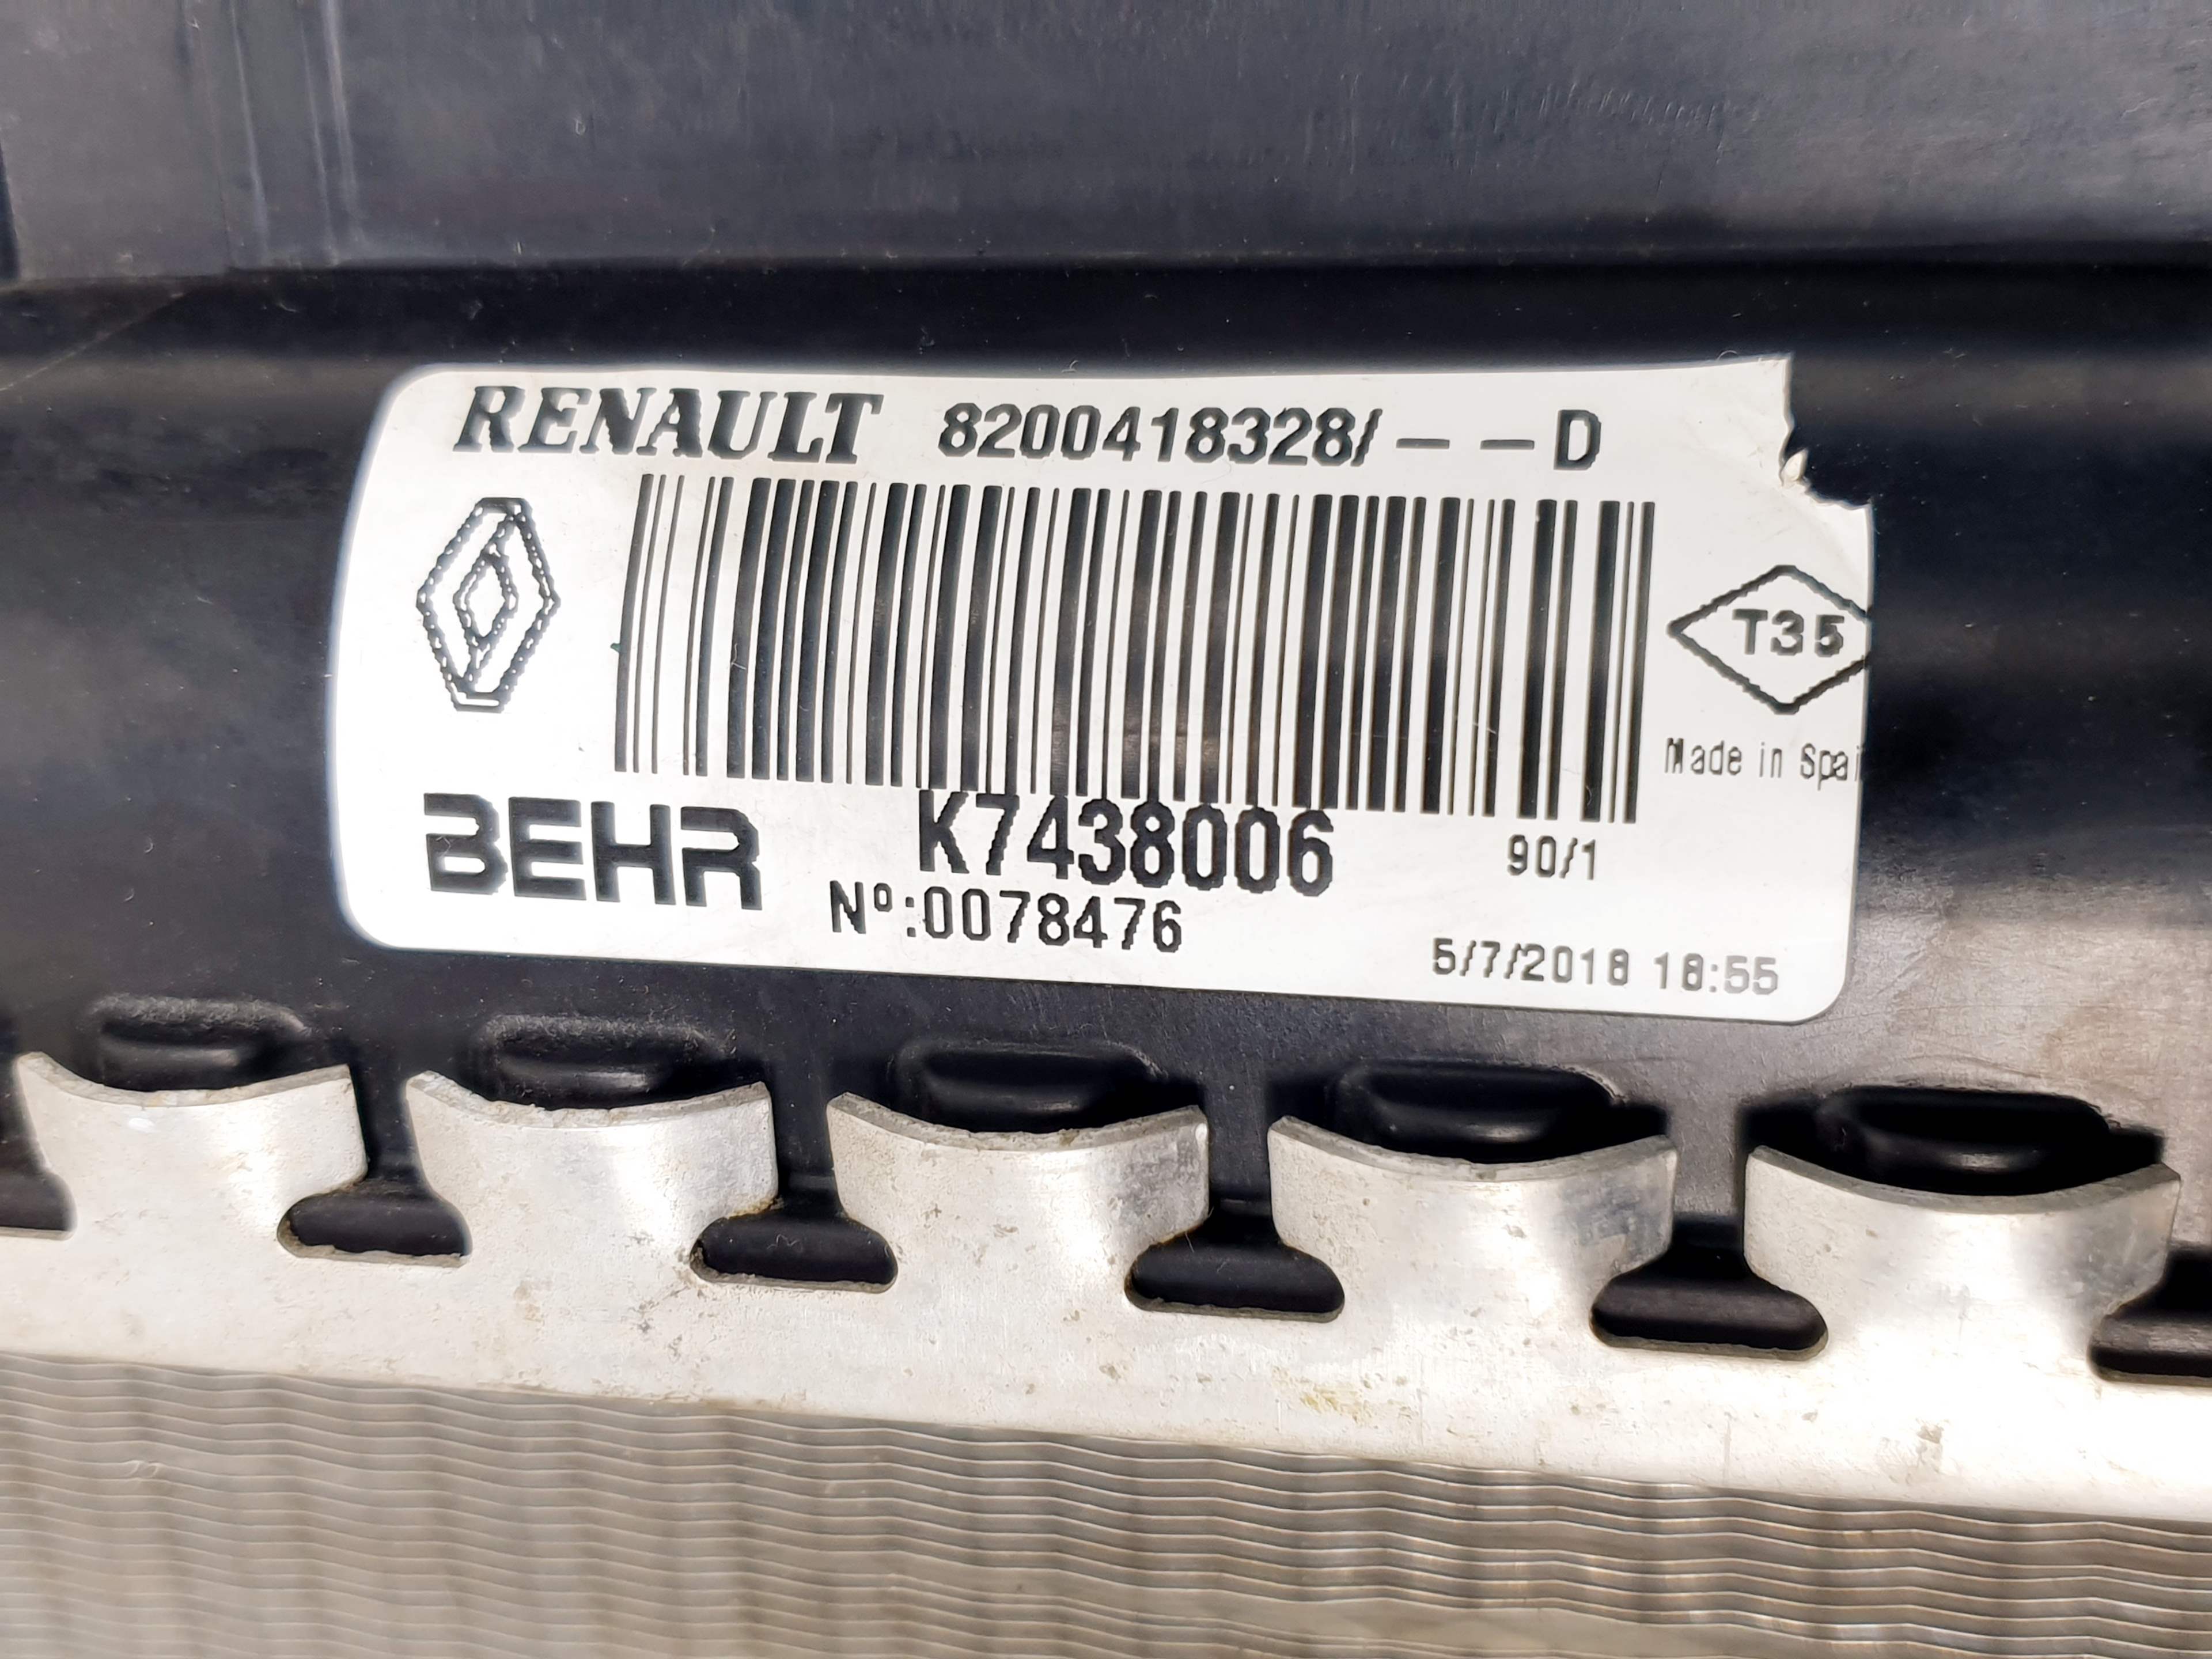 RENAULT 8200418328/- -D
T35
Made in Spai
BEHR K7438006 90/1
Nº:0078476
5/7/2018 18:55